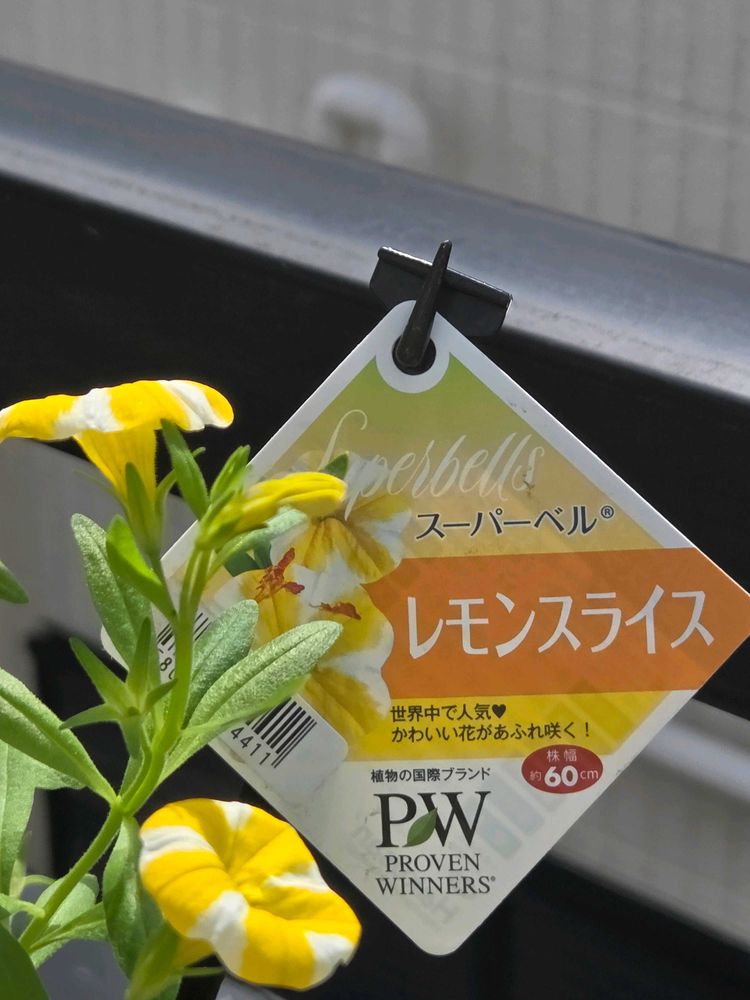 Superbells
スーパーベル®
レモンスライス
世界中で人気♥
かわいい花があふれ咲く！
株幅
約60cm
植物の国際ブランド
PW
PROVEN
WINNERS®
4411